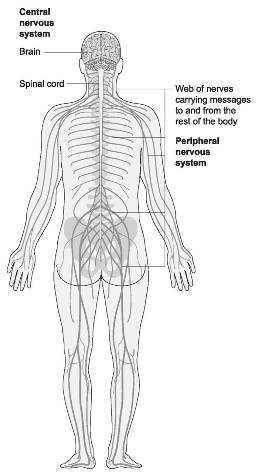 Central
nervous
system
Brain
Spinal cord
Web of nerves
carrying messages
to and from the
rest of the body
Peripheral
nervous
system